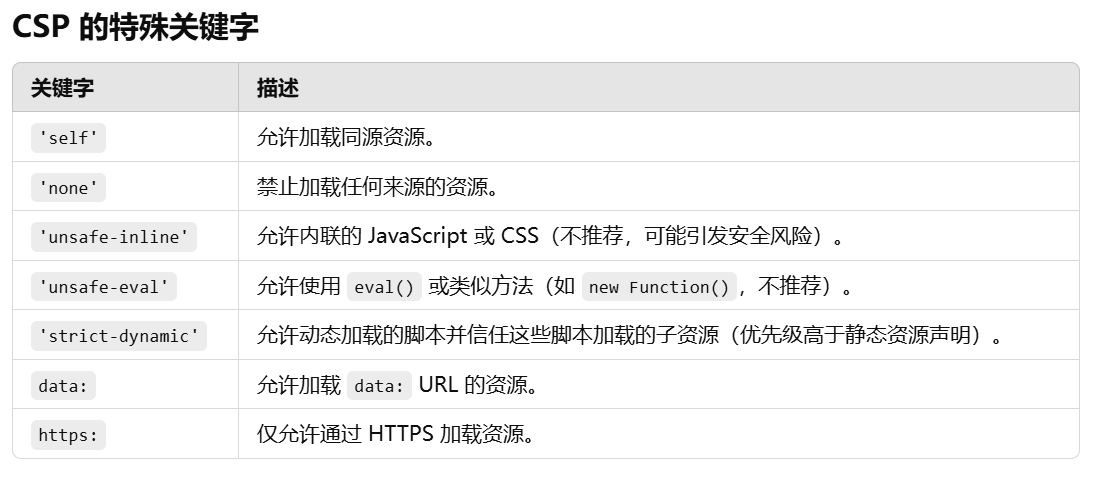 CSP 的特殊关键字
关键字 描述
'self' 允许加载同源资源。
'none' 禁止加载任何来源的资源。
'unsafe-inline' 允许内联的 JavaScript 或 CSS（不推荐，可能引发安全风险）。
'unsafe-eval' 允许使用 eval() 或类似方法（如 new Function()，不推荐）。
'strict-dynamic' 允许动态加载的脚本并信任这些脚本加载的子资源（优先级高于静态资源声明）。
data: 允许加载 data: URL 的资源。
https: 仅允许通过 HTTPS 加载资源。